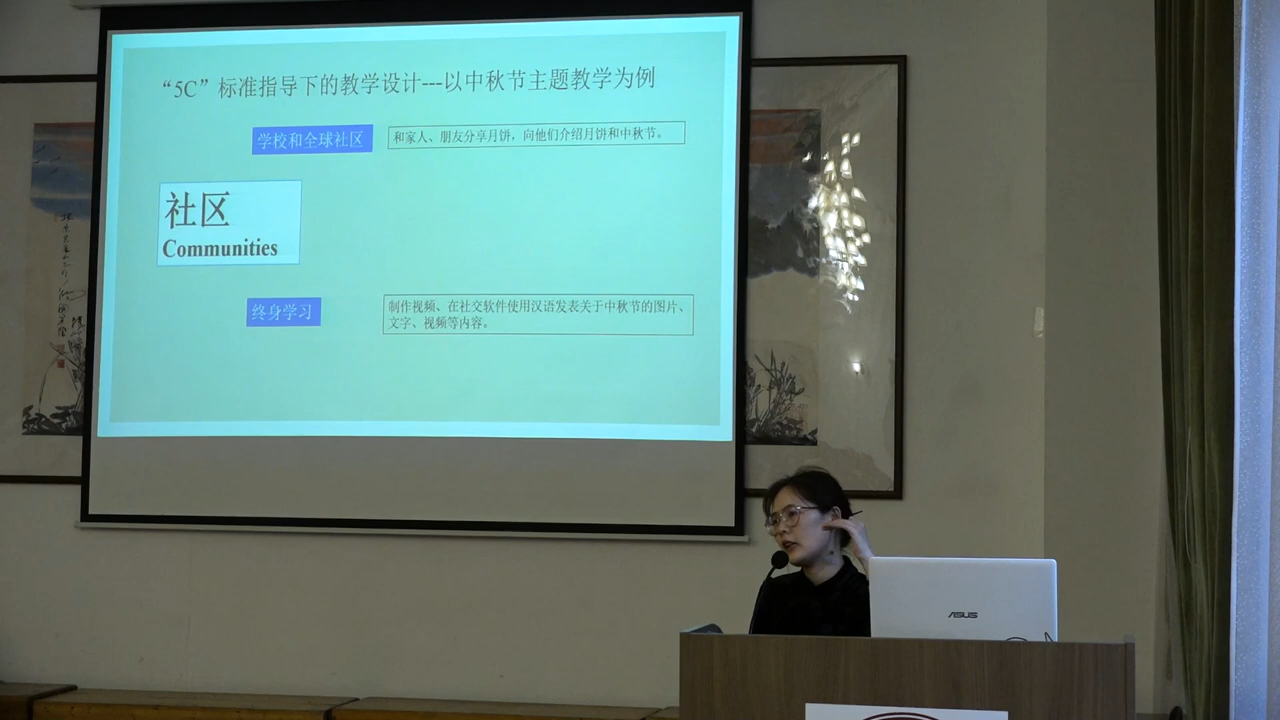 “5C”标准指导下的教学设计---以中秋节主题教学为例
学校和全球社区
和家人、朋友分享月饼，向他们介绍月饼和中秋节。
社区
Communities
终身学习
制作视频、在社交软件使用汉语发表关于中秋节的图片、
文字、视频等内容。
ASUS